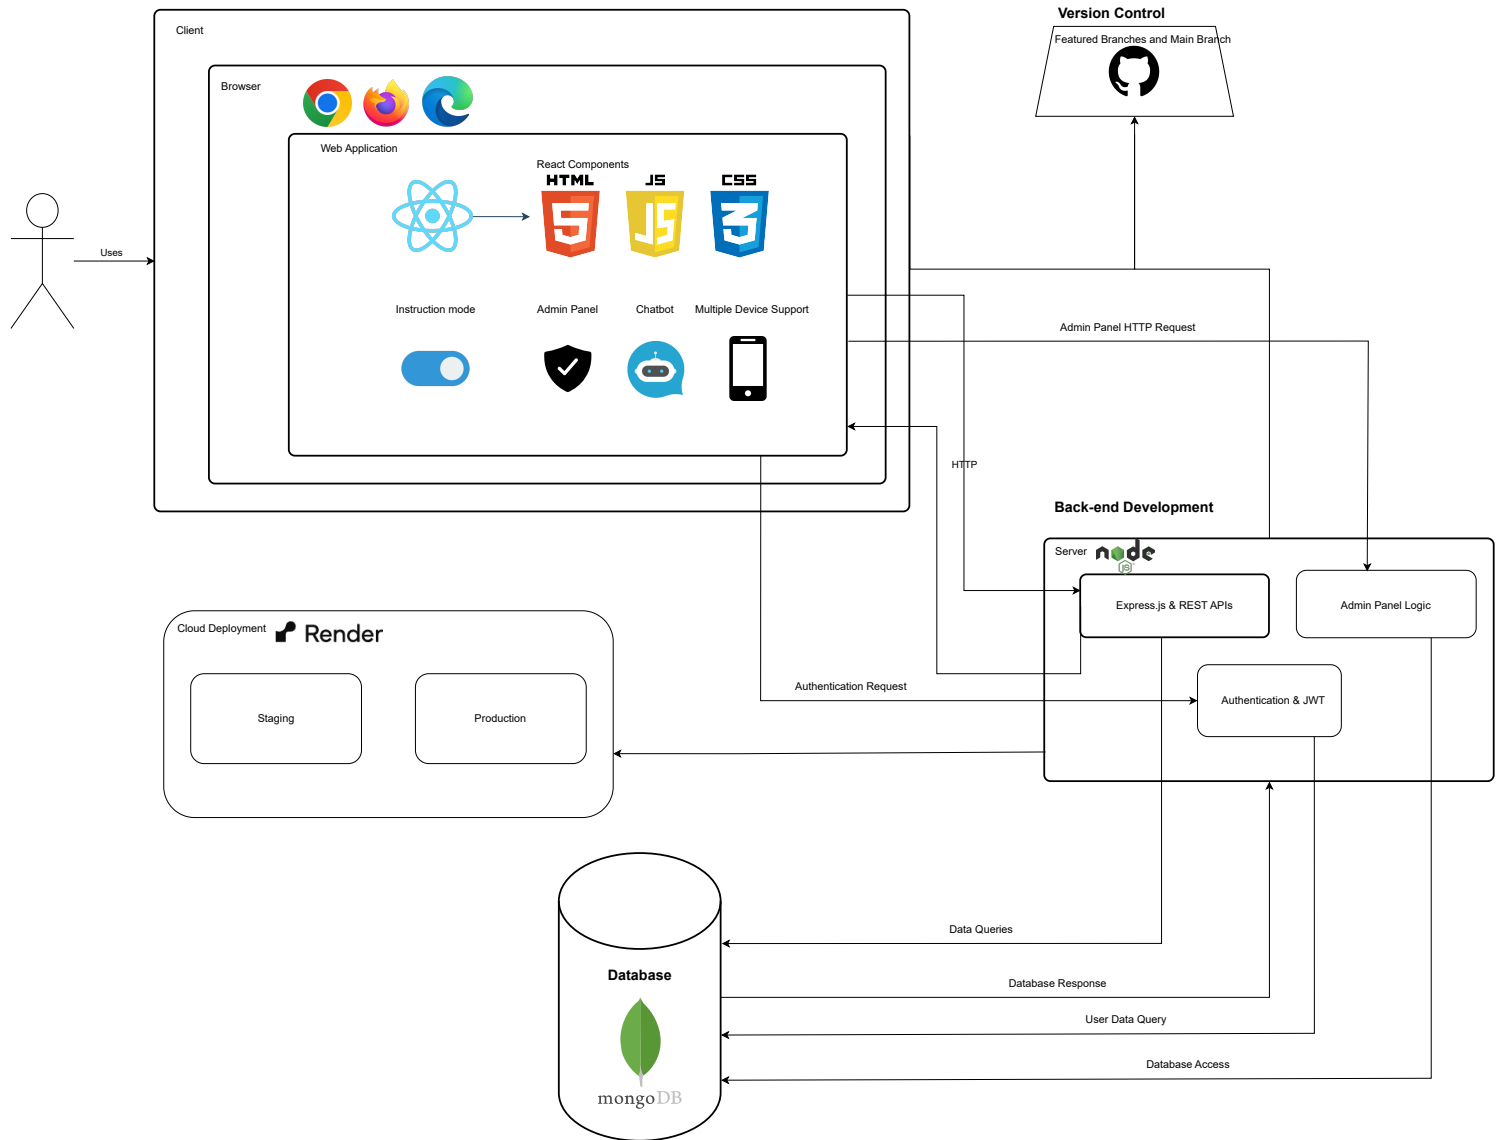 Version Control
Client
Featured Branches and Main Branch
Browser
Web Application
React Components
HTML
JS
CSS
5
JS
3
Uses
Instruction mode
Admin Panel
Chatbot
Multiple Device Support
Admin Panel HTTP Request
HTTP
Back-end Development
Server
node
JS
Express.js & REST APIs
Admin Panel Logic
Cloud Deployment
Render
Authentication Request
Authentication & JWT
Staging
Production
Data Queries
Database
Database Response
User Data Query
Database Access
mongoDB